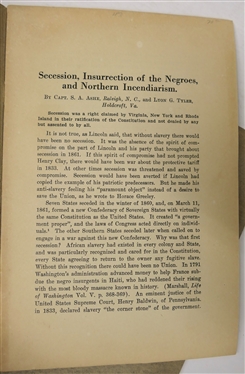 Secession, Insurrection of the Negroes,
and Northern Incendiarism.
By Capt. S. A. Ashe, Raleigh, N. C., and Lyon G. Tyler,
Holdcroft, Va.
Secession was a right claimed by Virginia, New York and Rhode
Island in their ratification of the Constitution and not denied by any
but assented to by all.
It is not true, as Lincoln said, that without slavery there would
have been no secession. It was the absence of the spirit of com-
promise on the part of Lincoln and his party that brought about
secession in 1861. If this spirit of compromise had not prompted
Henry Clay, there would have been war about the protective tariff
in 1833. At other times secession was threatened and saved by
compromise. Secession would have been averted if Lincoln had
copied the example of his patriotic predecessors. But he made his
anti-slavery feeling his "paramount object" instead of a desire to
save the Union, as he wrote to Horace Greeley.
Seven States seceded in the winter of 1860, and, on March 11,
1861, formed a new Confederacy of Sovereign States with virtually
the same Constitution as the United States. It created "a govern-
ment proper", and the laws of Congress acted directly on individu-
als. The other Southern States seceded later when called on to
engage in a war against this new Confederacy. Why was that first
secession? African slavery had existed in every colony and State,
and was particularly recognized and cared for in the Constitution,
every State agreeing to return to the owner any fugitive slave.
Without this recognition there could have been no Union. In 1791
Washington's administration advanced money to help France sub-
due the negro insurgents in Haiti, who had reddened their rising
with the most bloody massacre known in history. (Marshall, Life
of Washington Vol. V. p. 368-369). An eminent justice of the
United States Supreme Court, Henry Baldwin, of Pennsylvania,
in 1833, declared slavery "the corner stone" of the government.